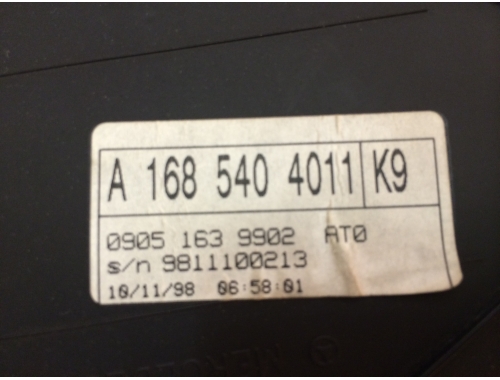 A 168 540 4011 K9
0905 163 9902 AT0
s/n 9811100213
10/11/98 06:58:01